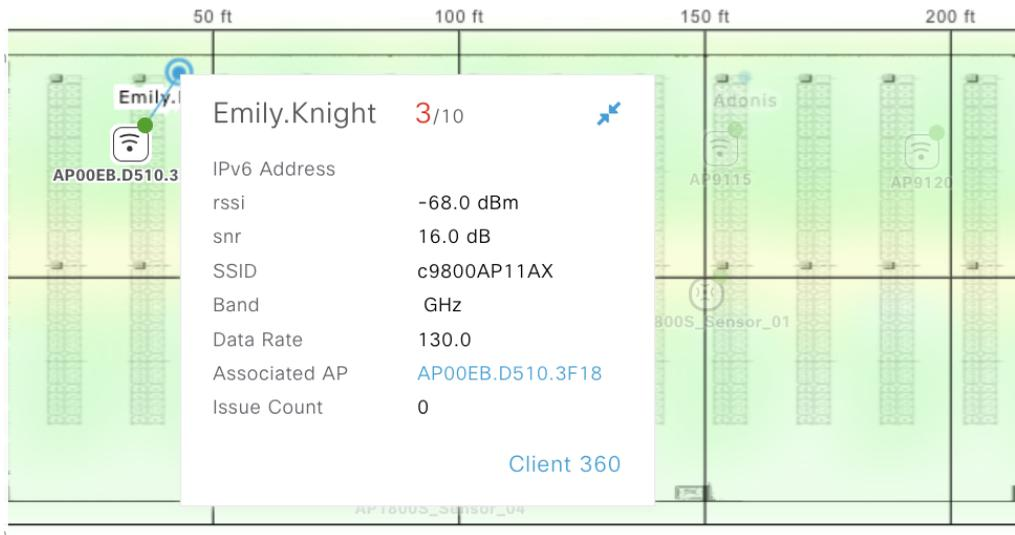 50 ft 100 ft 150 ft 200 ft
Emily.
AP00EB.D510.3
Emily.Knight 3/10
IPv6 Address
rssi -68.0 dBm
snr 16.0 dB
SSID c9800AP11AX
Band GHz
Data Rate 130.0
Associated AP AP00EB.D510.3F18
Issue Count 0
Client 360
Adonis
AP9115
AP9120
800S_Sensor_01
AP1800S_Sensor_04